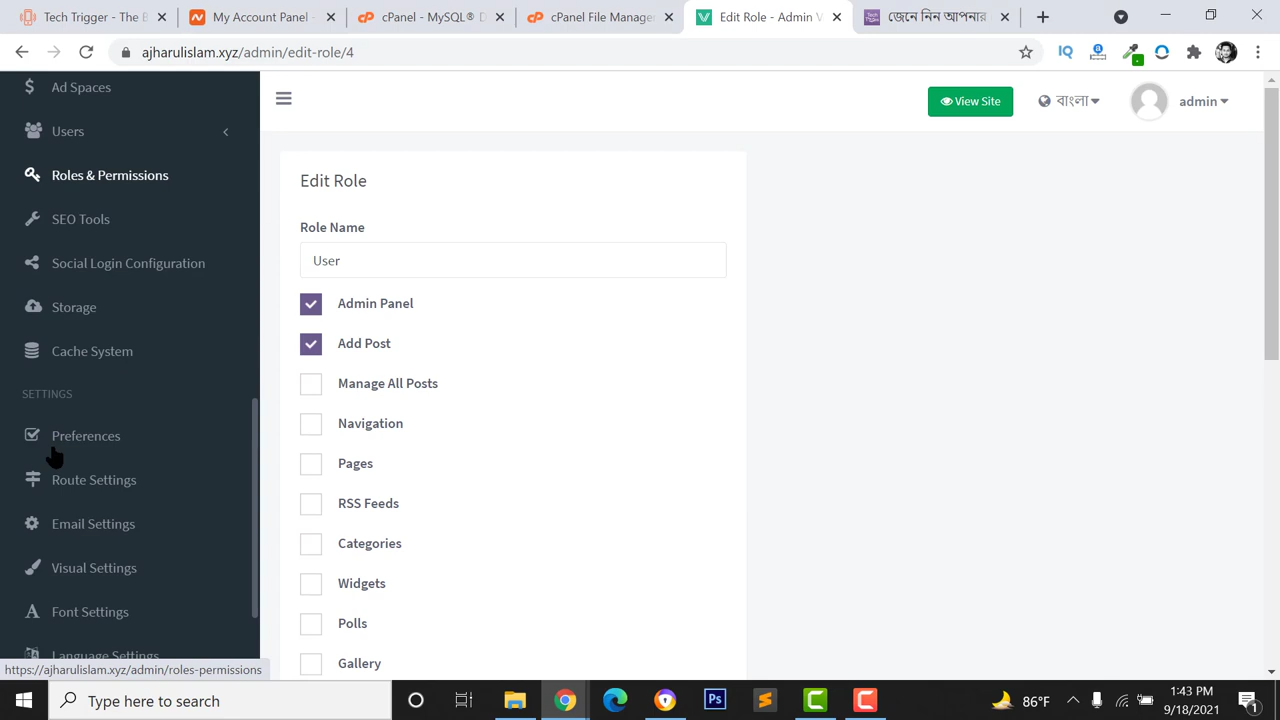 Tech Trigger - The B
My Account Panel -
cPanel - MySQL® D
cPanel File Manage
Edit Role - Admin V
জেনে নিন আপনার
ajharulislam.xyz/admin/edit-role/4
Ad Spaces
Users
Roles & Permissions
SEO Tools
Social Login Configuration
Storage
Cache System
SETTINGS
Preferences
Route Settings
Email Settings
Visual Settings
Font Settings
Language Settings
https://ajharulislam.xyz/admin/roles-permissions
View Site
বাংলা
admin
Edit Role
Role Name
User
Admin Panel
Add Post
Manage All Posts
Navigation
Pages
RSS Feeds
Categories
Widgets
Polls
Gallery
Type here to search
86°F
1:43 PM
9/18/2021